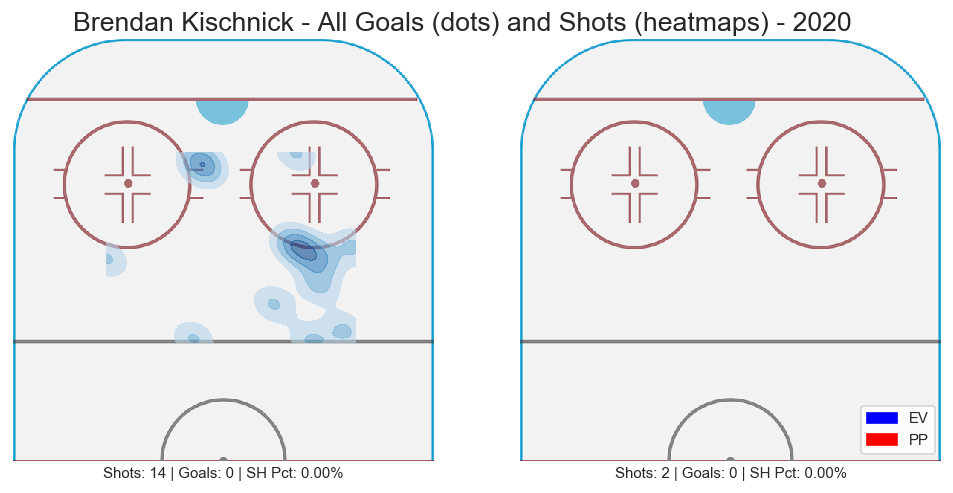 Brendan Kischnick - All Goals (dots) and Shots (heatmaps) - 2020
EV
PP
Shots: 14 | Goals: 0 | SH Pct: 0.00%
Shots: 2 | Goals: 0 | SH Pct: 0.00%